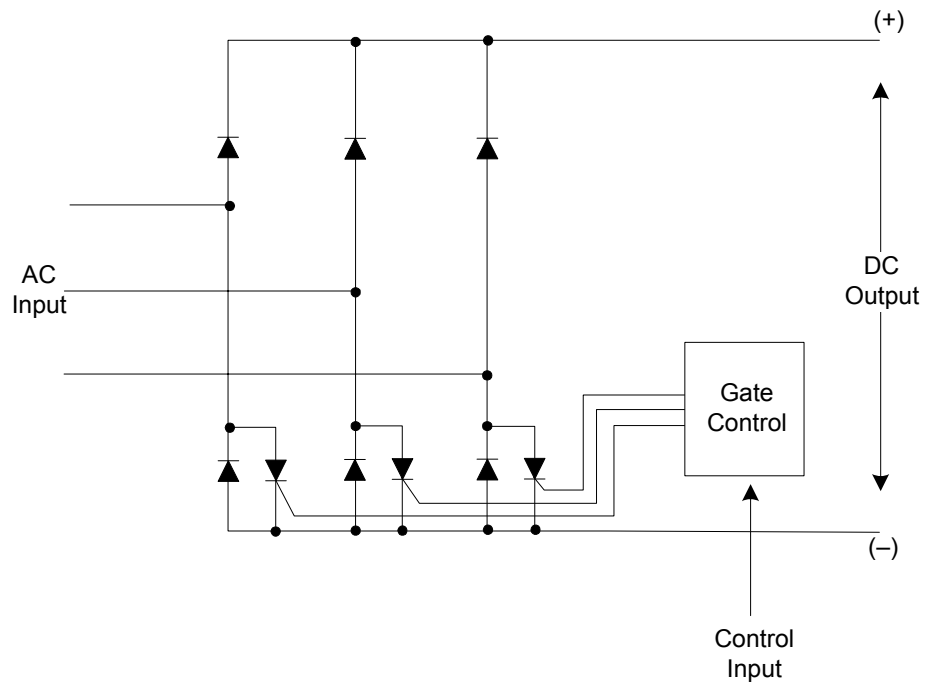 (+)
AC
Input
DC
Output
Gate
Control
(–)
Control
Input